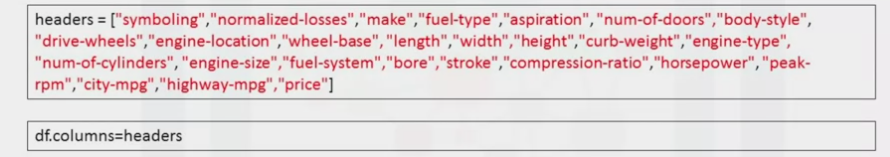 headers = ["symboling","normalized-losses","make","fuel-type","aspiration", "num-of-doors","body-style",
"drive-wheels","engine-location","wheel-base", "length","width","height","curb-weight","engine-type",
"num-of-cylinders", "engine-size","fuel-system","bore","stroke","compression-ratio","horsepower", "peak-
rpm","city-mpg","highway-mpg","price"]
df.columns=headers